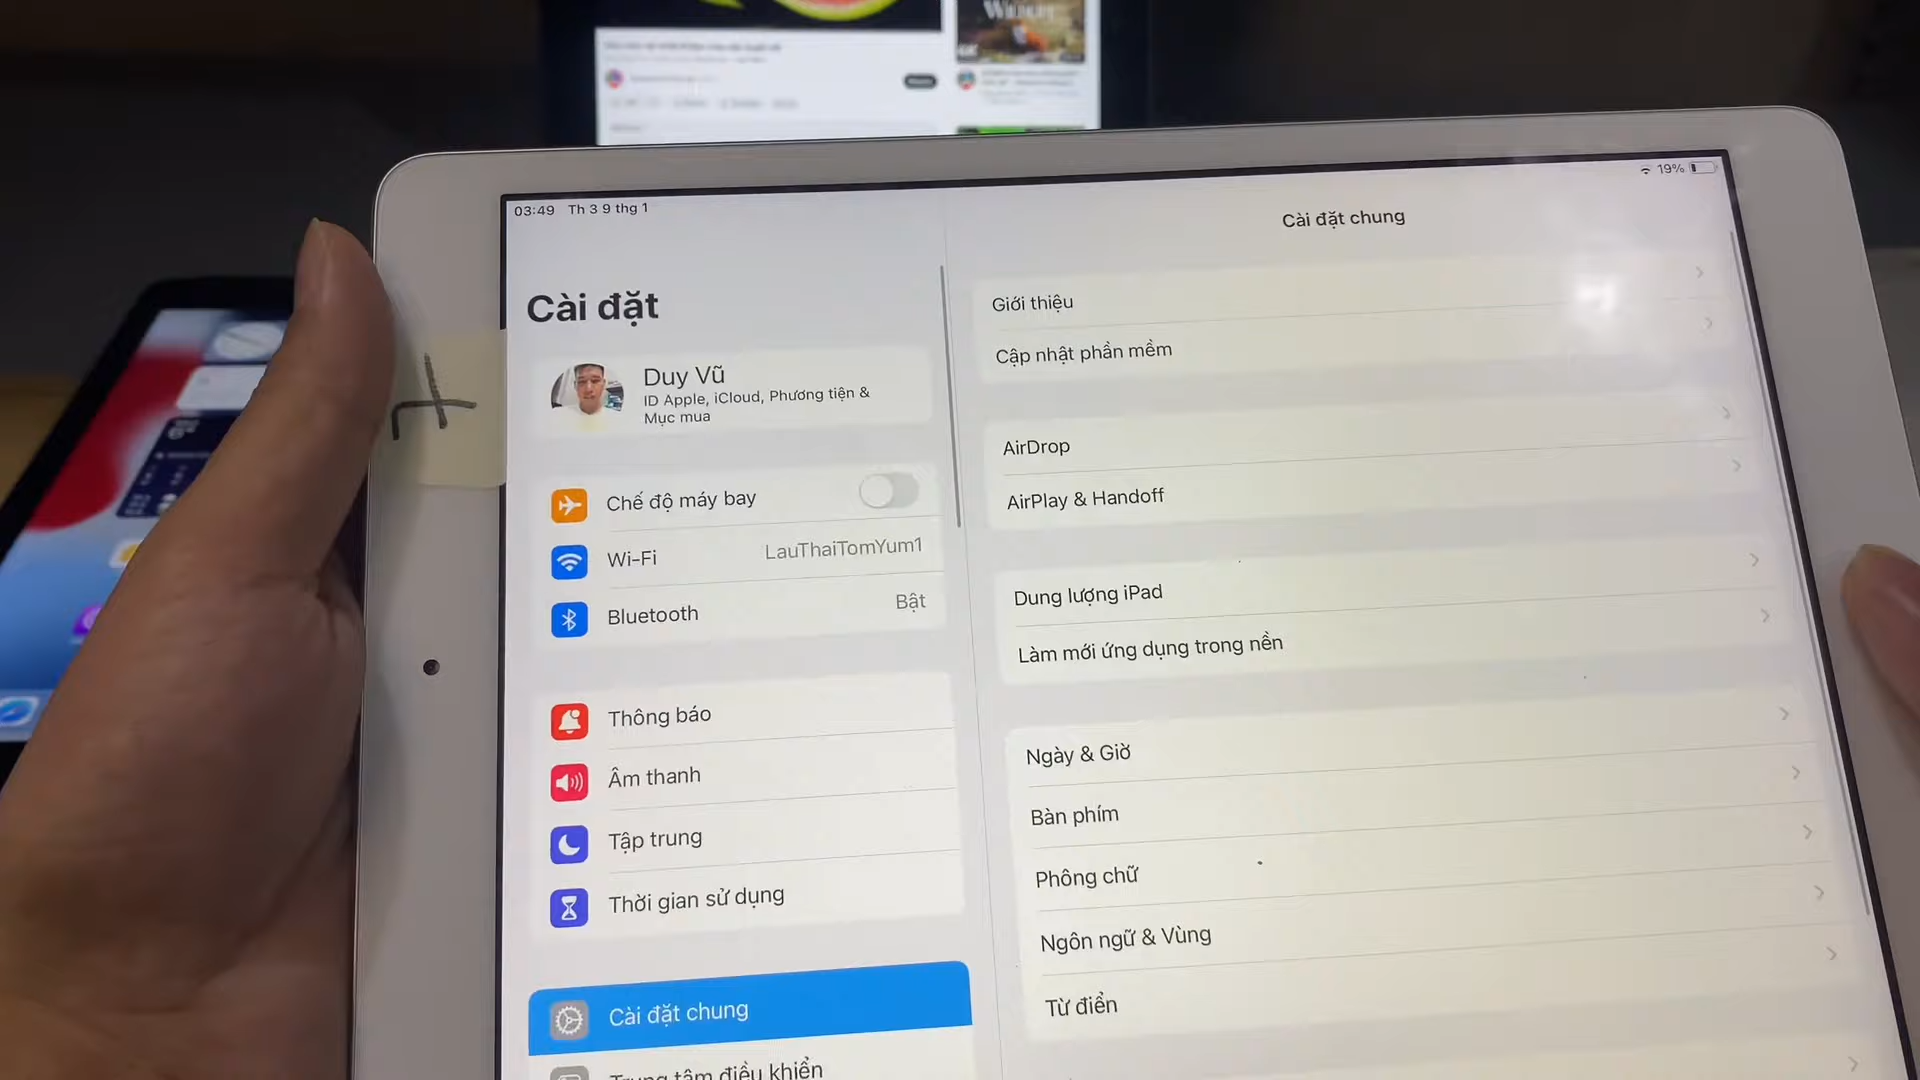 03:49 Th 3 9 thg 1
19%
Cài đặt
Duy Vũ
ID Apple, iCloud, Phương tiện &
Mục mua
Chế độ máy bay
Wi-Fi LauThaiTomYum1
Bluetooth Bật
Thông báo
Âm thanh
Tập trung
Thời gian sử dụng
Cài đặt chung
Trung tâm điều khiển
Cài đặt chung
Giới thiệu
Cập nhật phần mềm
AirDrop
AirPlay & Handoff
Dung lượng iPad
Làm mới ứng dụng trong nền
Ngày & Giờ
Bàn phím
Phông chữ
Ngôn ngữ & Vùng
Từ điển